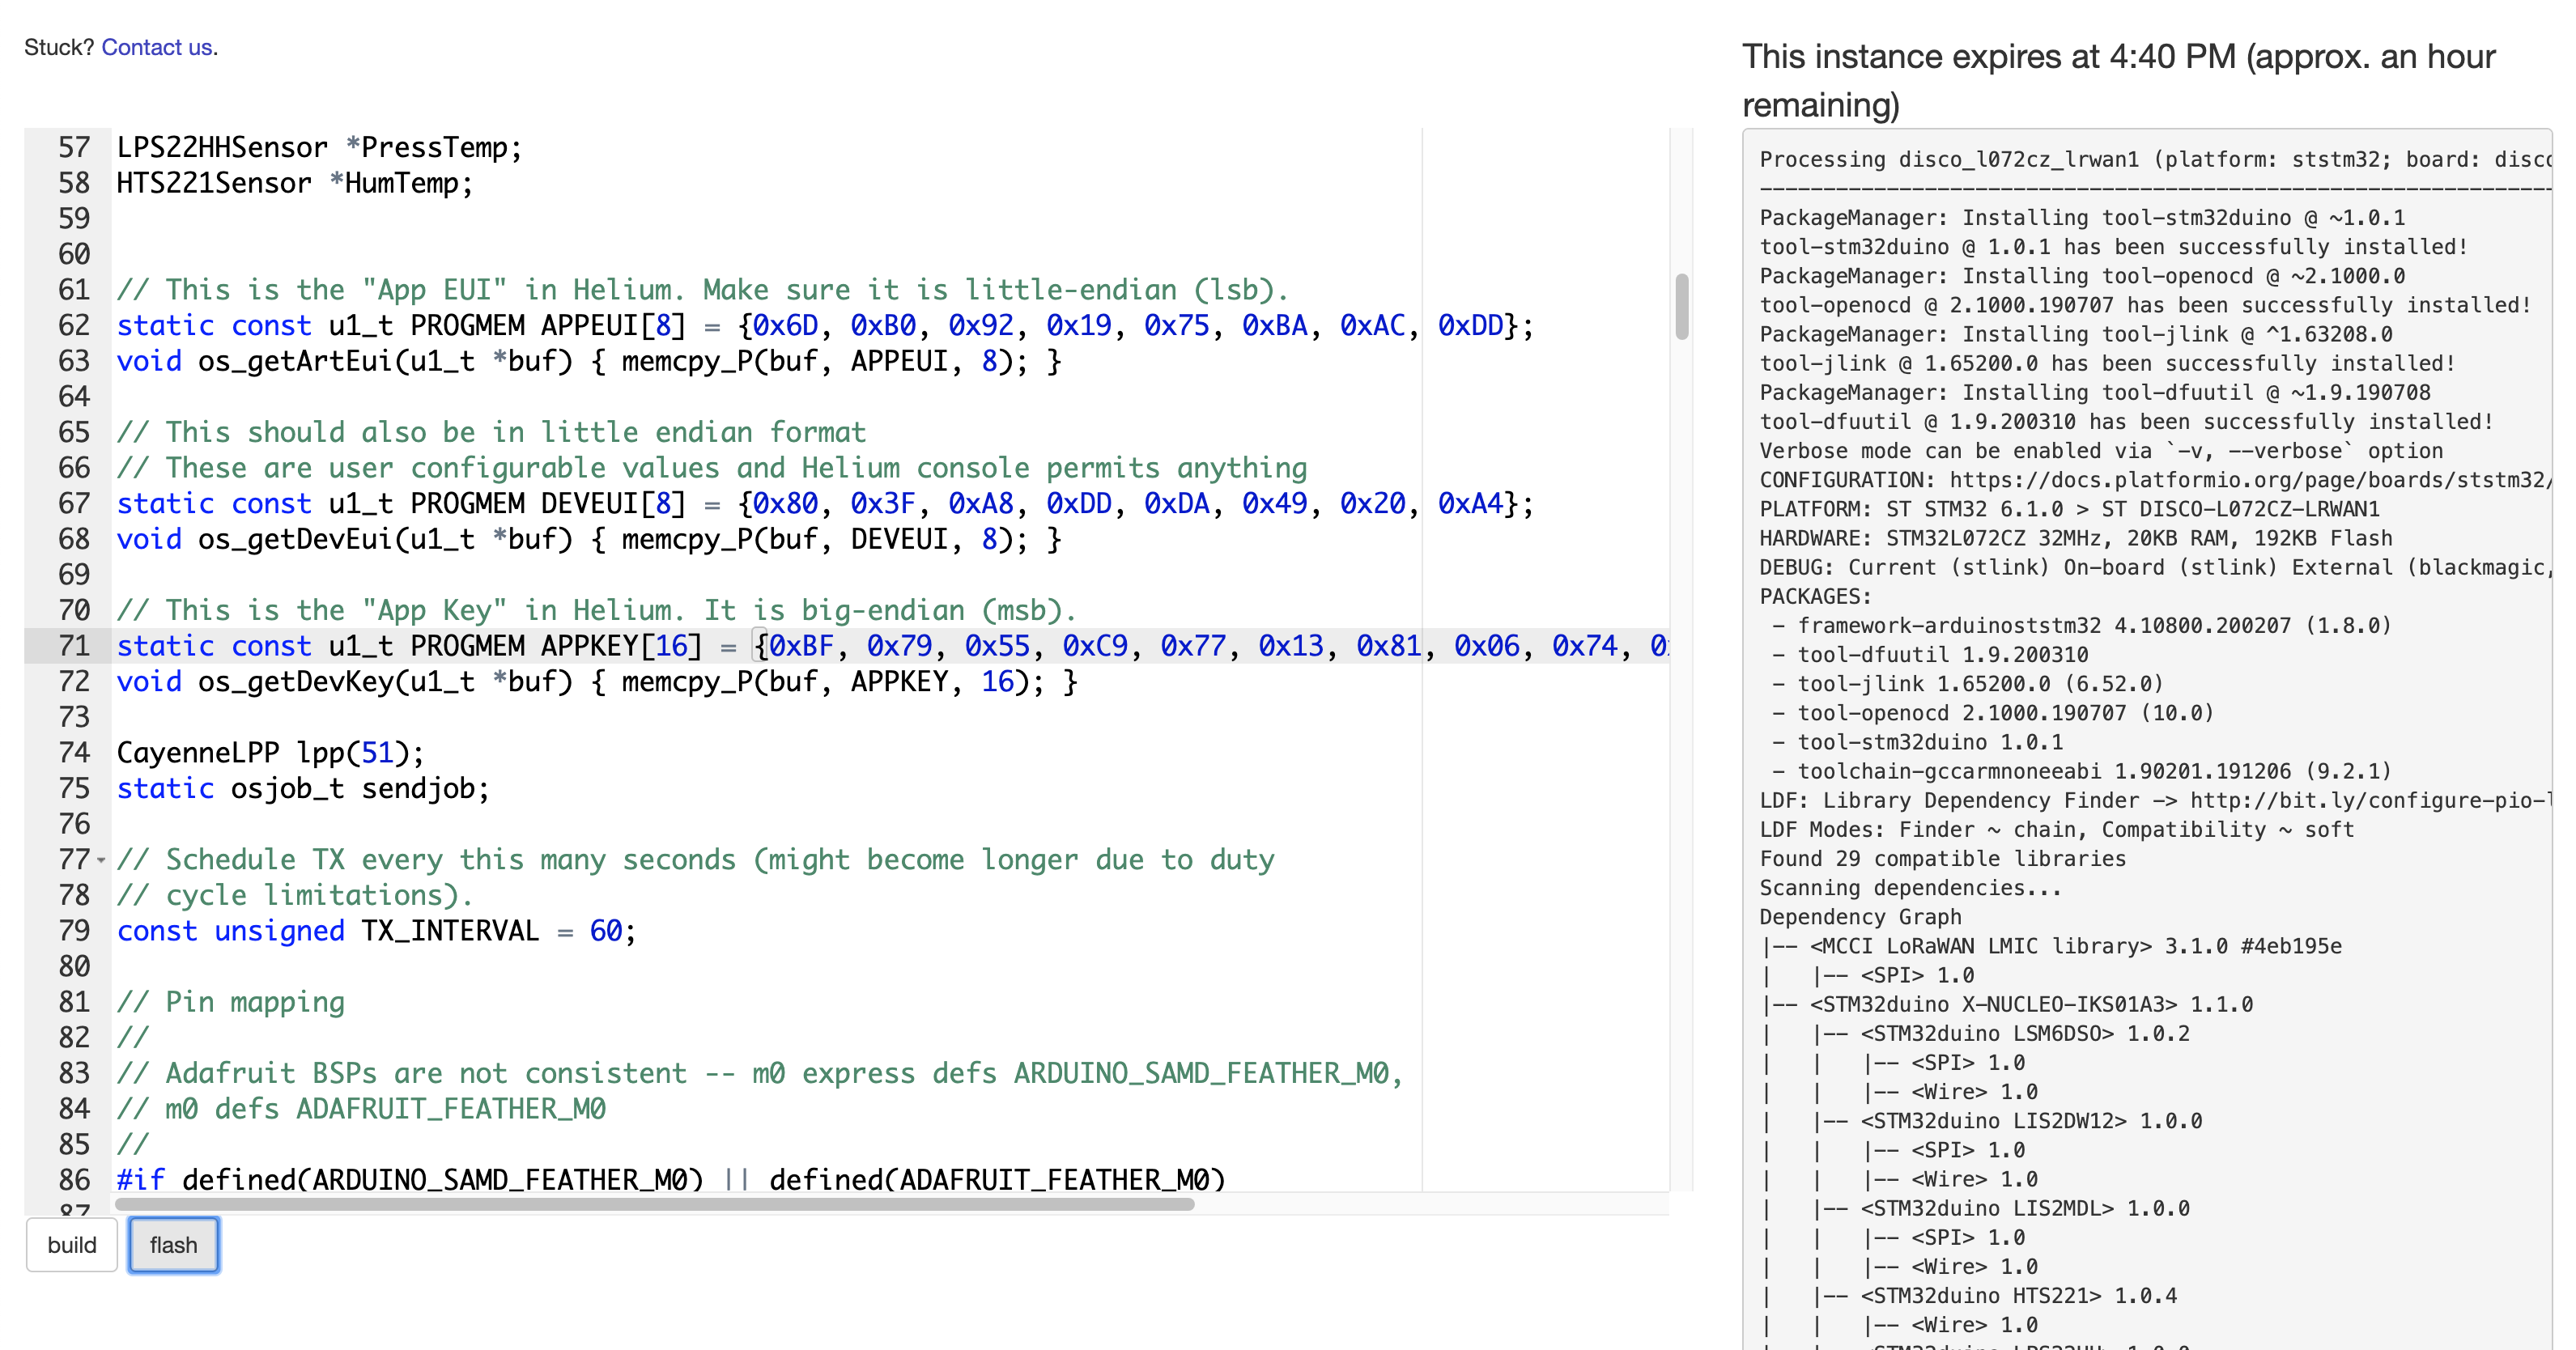 Stuck? Contact us.
57 LPS22HHSensor *PressTemp;
58 HTS221Sensor *HumTemp;
59
60
61 // This is the "App EUI" in Helium. Make sure it is little-endian (lsb).
62 static const u1_t PROGMEM APPEUI[8] = {0x6D, 0xB0, 0x92, 0x19, 0x75, 0xBA, 0xAC, 0xDD};
63 void os_getArtEui(u1_t *buf) { memcpy_P(buf, APPEUI, 8); }
64
65 // This should also be in little endian format
66 // These are user configurable values and Helium console permits anything
67 static const u1_t PROGMEM DEVEUI[8] = {0x80, 0x3F, 0xA8, 0xDD, 0xDA, 0x49, 0x20, 0xA4};
68 void os_getDevEui(u1_t *buf) { memcpy_P(buf, DEVEUI, 8); }
69
70 // This is the "App Key" in Helium. It is big-endian (msb).
71 static const u1_t PROGMEM APPKEY[16] = {0xBF, 0x79, 0x55, 0xC9, 0x77, 0x13, 0x81, 0x06, 0x74,
72 void os_getDevKey(u1_t *buf) { memcpy_P(buf, APPKEY, 16); }
73
74 CayenneLPP lpp(51);
75 static osjob_t sendjob;
76
77 // Schedule TX every this many seconds (might become longer due to duty
78 // cycle limitations).
79 const unsigned TX_INTERVAL = 60;
80
81 // Pin mapping
82 //
83 // Adafruit BSPs are not consistent -- m0 express defs ARDUINO_SAMD_FEATHER_M0,
84 // m0 defs ADAFRUIT_FEATHER_M0
85 //
86 #if defined(ARDUINO_SAMD_FEATHER_M0) || defined(ADAFRUIT_FEATHER_M0)
87
build
flash
This instance expires at 4:40 PM (approx. an hour
remaining)
Processing disco_l072cz_lrwan1 (platform: ststm32; board: disco
--------------------------------------------------------------------------------
PackageManager: Installing tool-stm32duino @ ~1.0.1
tool-stm32duino @ 1.0.1 has been successfully installed!
PackageManager: Installing tool-openocd @ ~2.1000.0
tool-openocd @ 2.1000.190707 has been successfully installed!
PackageManager: Installing tool-jlink @ ^1.63208.0
tool-jlink @ 1.65200.0 has been successfully installed!
PackageManager: Installing tool-dfuutil @ ~1.9.190708
tool-dfuutil @ 1.9.200310 has been successfully installed!
Verbose mode can be enabled via `-v, --verbose` option
CONFIGURATION: https://docs.platformio.org/page/boards/ststm32/
PLATFORM: ST STM32 6.1.0 > ST DISCO-L072CZ-LRWAN1
HARDWARE: STM32L072CZ 32MHz, 20KB RAM, 192KB Flash
DEBUG: Current (stlink) On-board (stlink) External (blackmagic,
PACKAGES:
- framework-arduinoststm32 4.10800.200207 (1.8.0)
- tool-dfuutil 1.9.200310
- tool-jlink 1.65200.0 (6.52.0)
- tool-openocd 2.1000.190707 (10.0)
- tool-stm32duino 1.0.1
- toolchain-gccarmnoneeabi 1.90201.191206 (9.2.1)
LDF: Library Dependency Finder -> http://bit.ly/configure-pio-l
LDF Modes: Finder ~ chain, Compatibility ~ soft
Found 29 compatible libraries
Scanning dependencies...
Dependency Graph
|-- <MCCI LoRaWAN LMIC library> 3.1.0 #4eb195e
|   |-- <SPI> 1.0
|-- <STM32duino X-NUCLEO-IKS01A3> 1.1.0
|   |-- <STM32duino LSM6DSO> 1.0.2
|   |   |-- <SPI> 1.0
|   |   |-- <Wire> 1.0
|   |-- <STM32duino LIS2DW12> 1.0.0
|   |   |-- <SPI> 1.0
|   |   |-- <Wire> 1.0
|   |-- <STM32duino LIS2MDL> 1.0.0
|   |   |-- <SPI> 1.0
|   |   |-- <Wire> 1.0
|   |-- <STM32duino HTS221> 1.0.4
|   |   |-- <Wire> 1.0